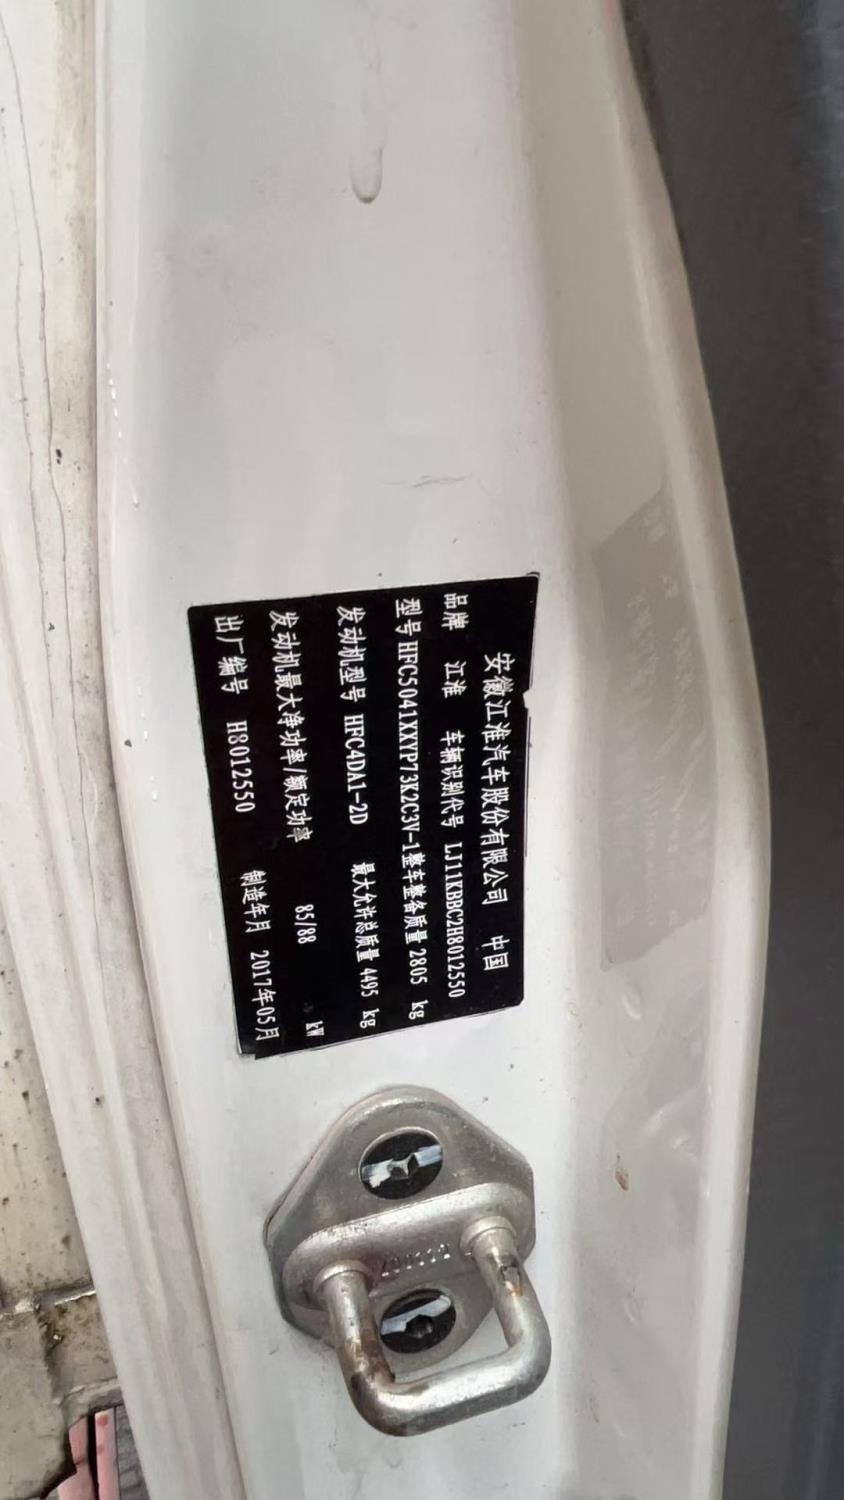 安徽江淮汽车股份有限公司 中国
品牌 江淮 车辆识别代号 LJ11KBBC2H8012550
型号 HFC5041XXYP73K2C3V-1整车整备质量 2805 kg
发动机型号 HFC4DA1-2D 最大允许总质量 4495 kg
发动机最大净功率/额定功率 85/88 kW
出厂编号 H8012550 制造年月 2017年05月